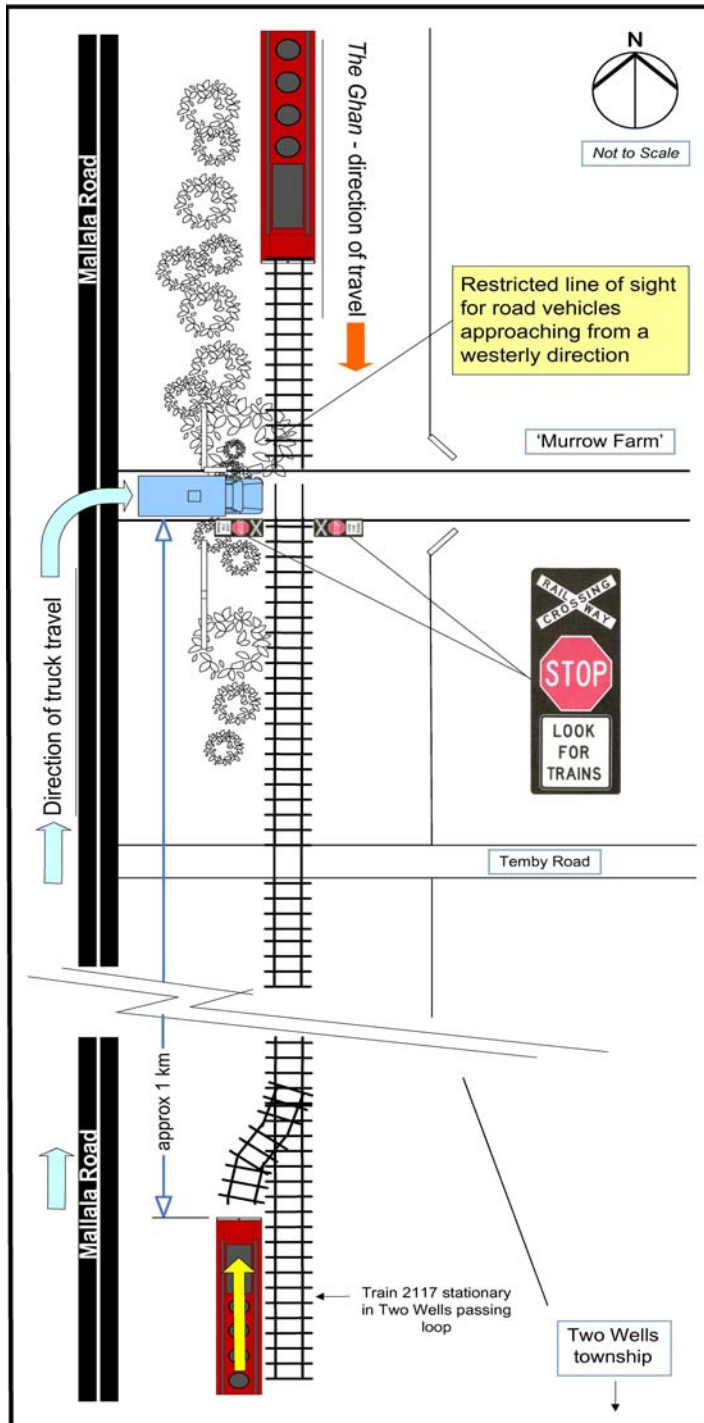 Mallala Road
The Ghan - direction of travel
N
Not to Scale
Restricted line of sight
for road vehicles
approaching from a
westerly direction
'Murrow Farm'
Direction of truck travel
RAIL WAY
CROSSING
STOP
LOOK
FOR
TRAINS
Temby Road
approx 1 km
Mallala Road
Train 2117 stationary
in Two Wells passing
loop
Two Wells
township